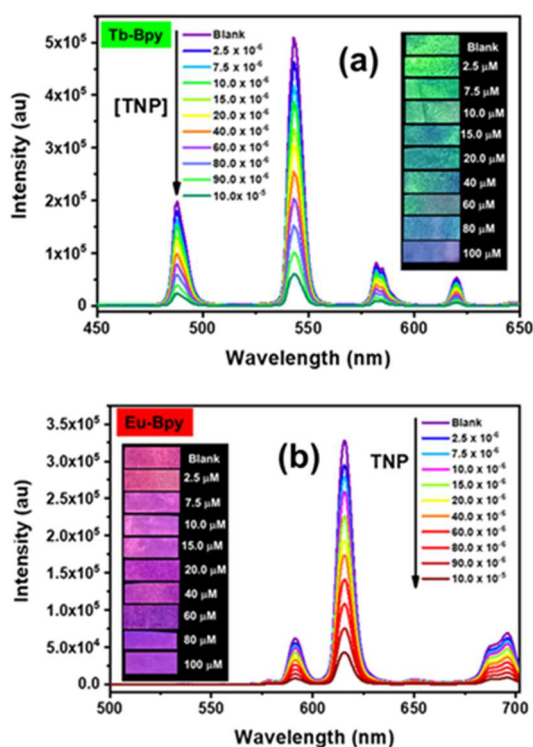 Tb-Bpy
(a)
[TNP]
Blank
2.5 x 10⁻⁶
7.5 x 10⁻⁶
10.0 x 10⁻⁶
15.0 x 10⁻⁶
20.0 x 10⁻⁶
40.0 x 10⁻⁶
60.0 x 10⁻⁶
80.0 x 10⁻⁶
90.0 x 10⁻⁶
10.0x 10⁻⁵
Blank
2.5 μM
7.5 μM
10.0 μM
15.0 μM
20.0 μM
40 μM
60 μM
80 μM
100 μM
Intensity (au)
5x10⁵
4x10⁵
3x10⁵
2x10⁵
1x10⁵
0
450 500 550 600 650
Wavelength (nm)
Eu-Bpy
(b)
TNP
Blank
2.5 μM
7.5 μM
10.0 μM
15.0 μM
20.0 μM
40 μM
60 μM
80 μM
100 μM
Blank
2.5 x 10⁻⁶
7.5 x 10⁻⁶
10.0 x 10⁻⁶
15.0 x 10⁻⁶
20.0 x 10⁻⁶
40.0 x 10⁻⁶
60.0 x 10⁻⁶
80.0 x 10⁻⁶
90.0 x 10⁻⁶
10.0 x 10⁻⁵
Intensity (au)
3.5x10⁵
3.0x10⁵
2.5x10⁵
2.0x10⁵
1.5x10⁵
1.0x10⁵
5.0x10⁴
0.0
500 550 600 650 700
Wavelength (nm)